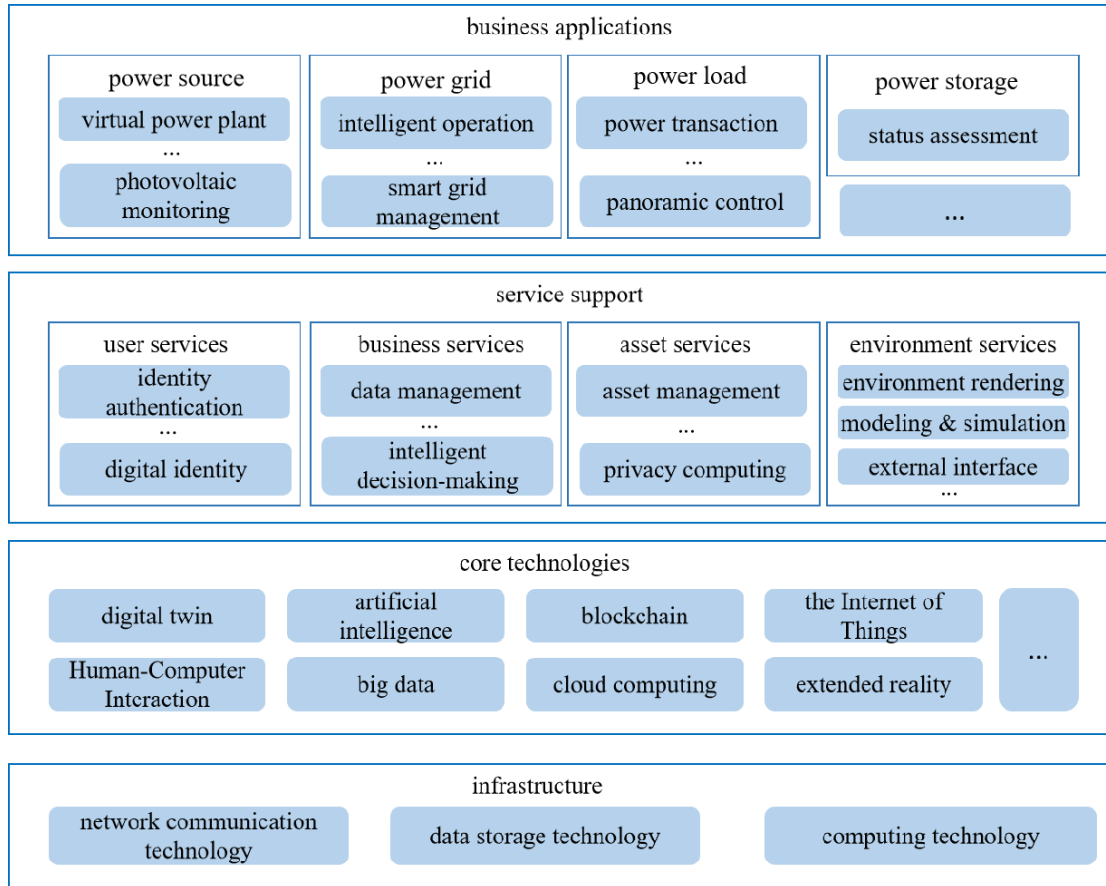 business applications
power source
virtual power plant
...
photovoltaic
monitoring
power grid
intelligent operation
...
smart grid
management
power load
power transaction
...
panoramic control
power storage
status assessment
...
service support
user services
identity
authentication
...
digital identity
business services
data management
...
intelligent
decision-making
asset services
asset management
...
privacy computing
environment services
environment rendering
modeling & simulation
external interface
...
core technologies
digital twin
artificial
intelligence
blockchain
the Internet of
Things
Human-Computer
Interaction
big data
cloud computing
extended reality
...
infrastructure
network communication
technology
data storage technology
computing technology